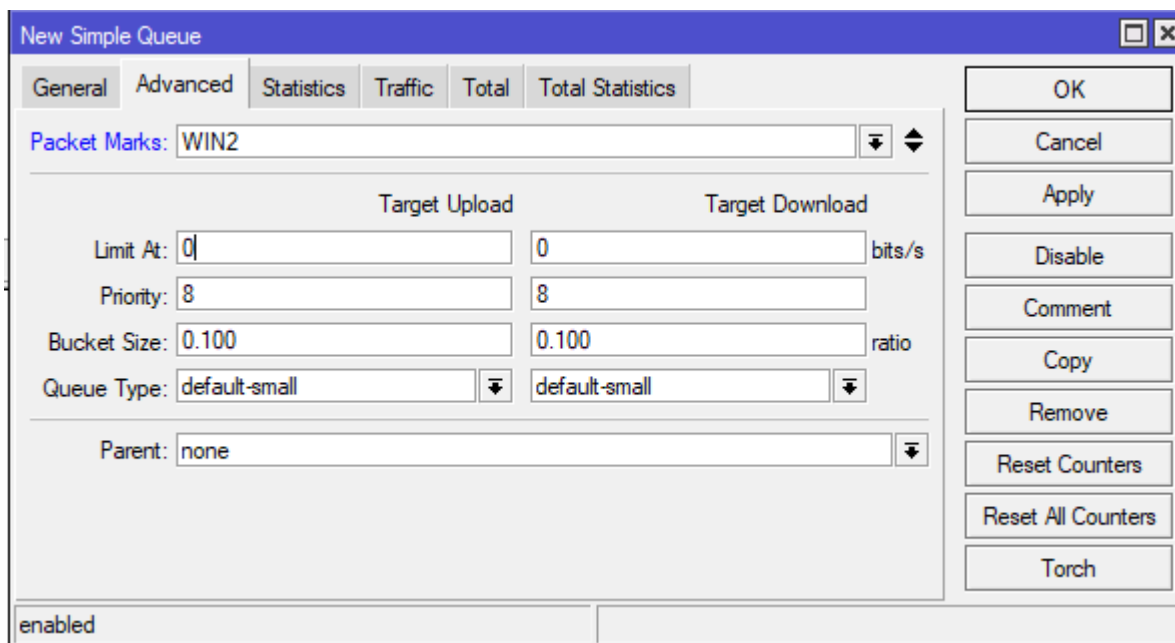 New Simple Queue
General Advanced Statistics Traffic Total Total Statistics
OK
Packet Marks: WIN2
Cancel
Target Upload Target Download
Apply
Limit At: 0 0 bits/s
Disable
Priority: 8 8
Comment
Bucket Size: 0.100 0.100 ratio
Copy
Queue Type: default-small default-small
Remove
Parent: none
Reset Counters
Reset All Counters
Torch
enabled